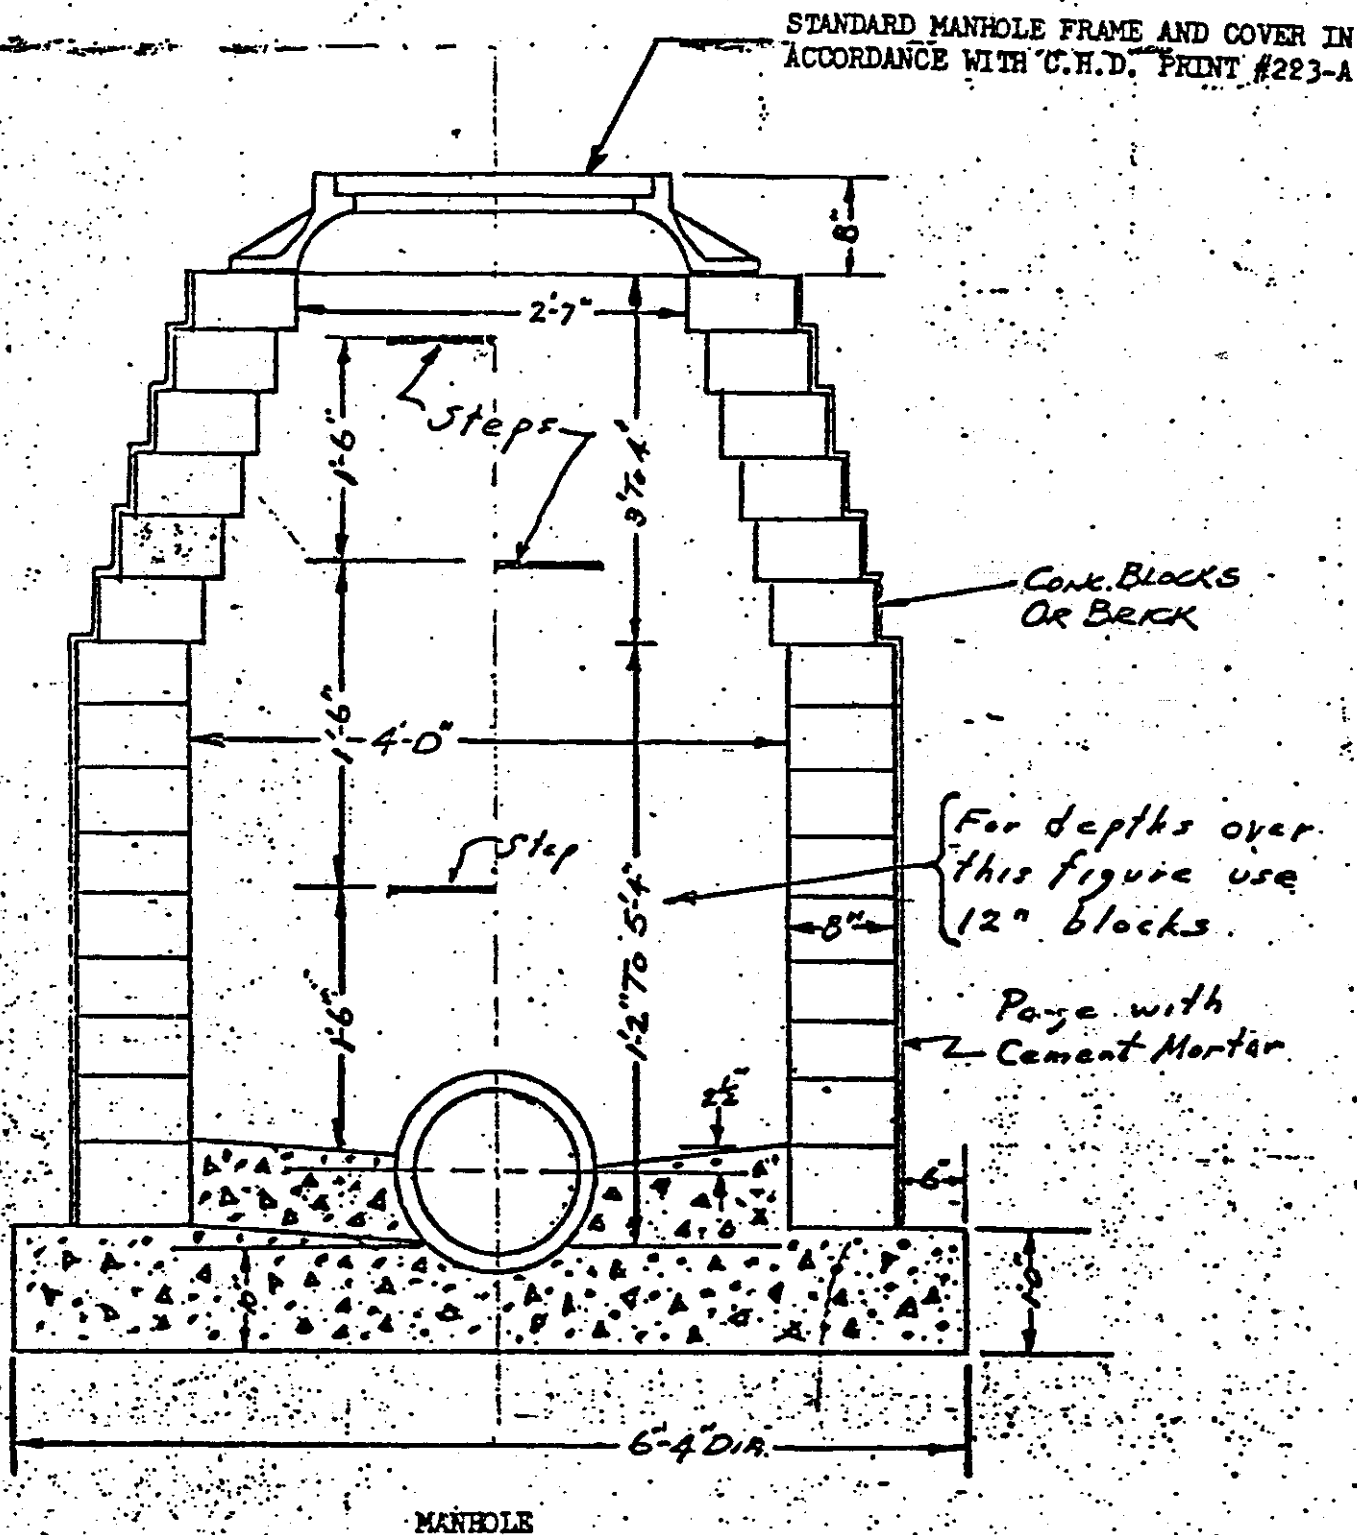 STANDARD MANHOLE FRAME AND COVER IN
ACCORDANCE WITH C.H.D. PRINT #223-A
8"
2'-7"
Steps
1'-6"
3' To 4'
CONC. BLOCKS
OR BRICK
1'-6"
4'-0"
Step
For depths over
this figure use
12" blocks.
8"
1'-6"
1'-2" TO 5'-4"
Parge with
Cement Mortar
2½"
6"
1'-0"
6'-4" DIA.
MANHOLE